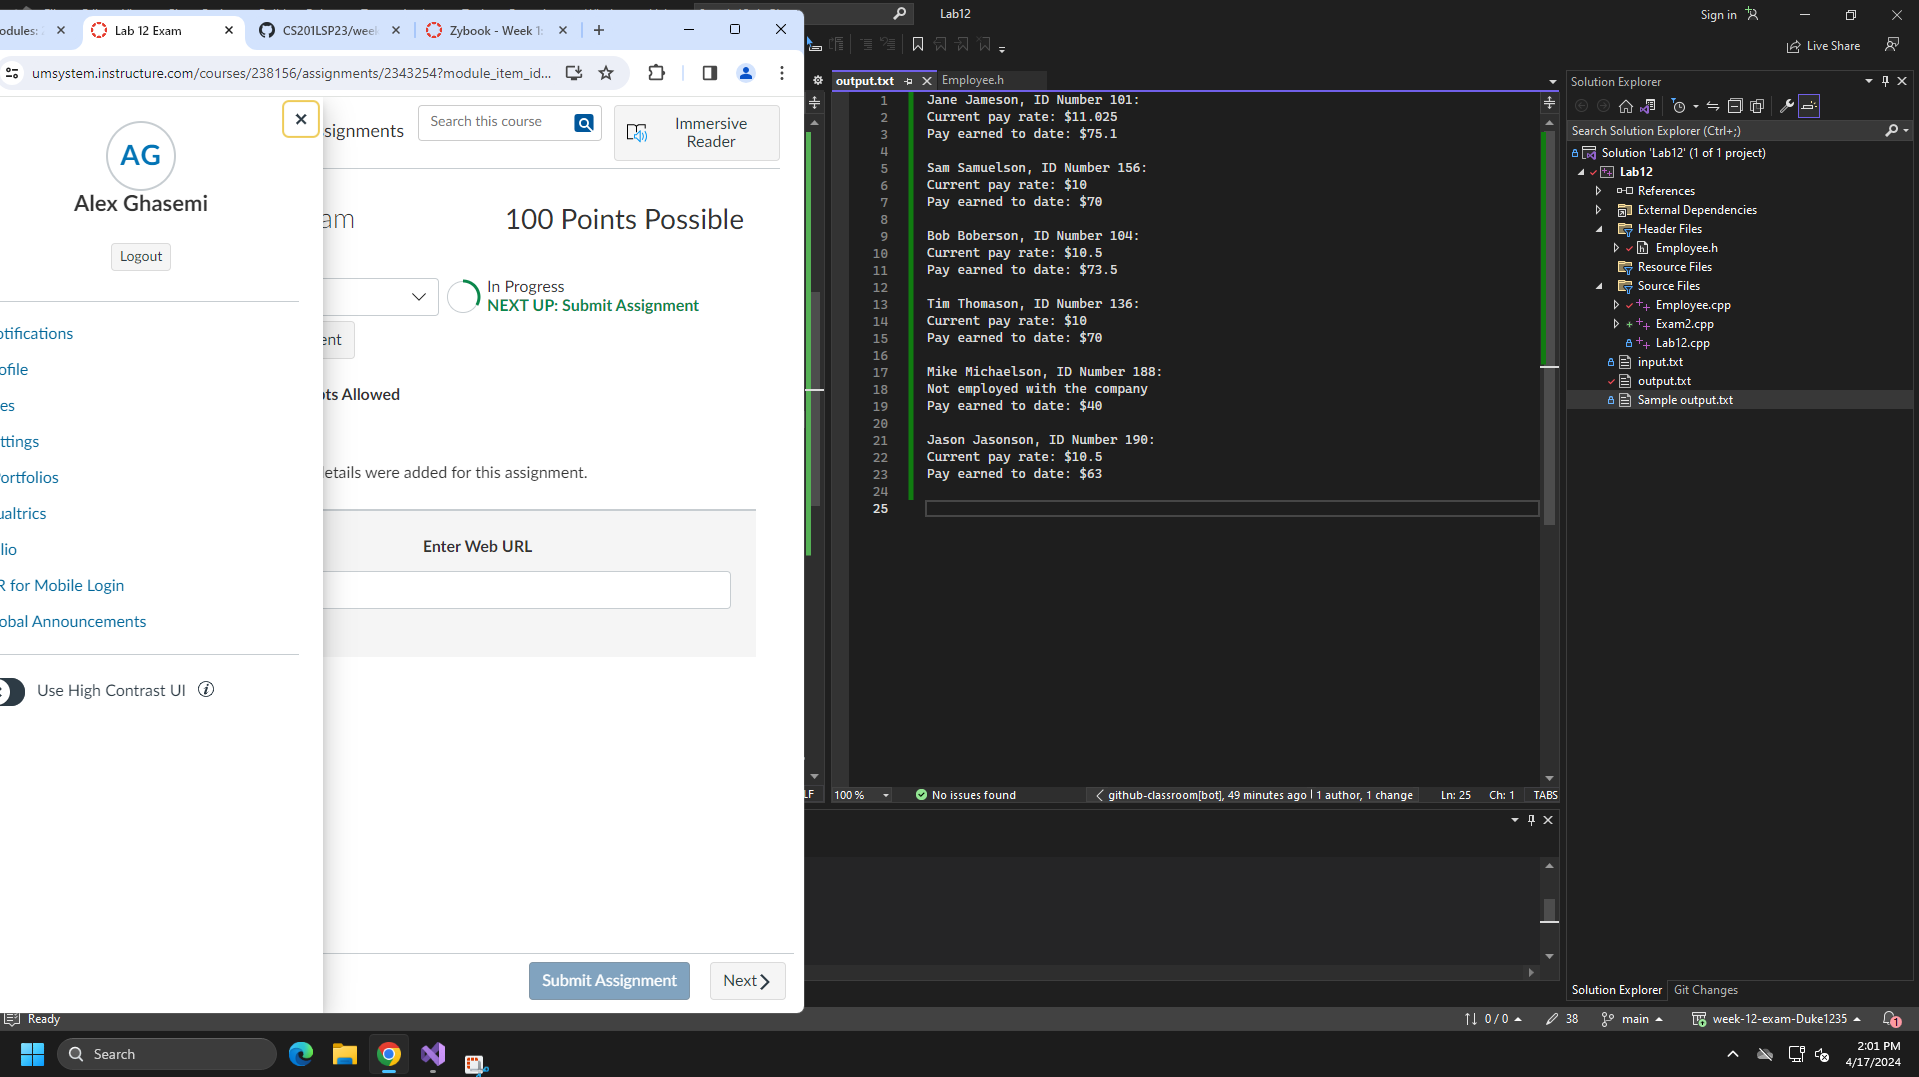 Lab12
Sign in
odules:
Lab 12 Exam
CS201LSP23/week
Zybook - Week 1
umsystem.instructure.com/courses/238156/assignments/2343254?module_item_id...
AG
Alex Ghasemi
Logout
otifications
ofile
es
ttings
ortfolios
ualtrics
lio
R for Mobile Login
obal Announcements
Use High Contrast UI
signments
Search this course
Immersive
Reader
am
100 Points Possible
In Progress
NEXT UP: Submit Assignment
ent
ots Allowed
etails were added for this assignment.
Enter Web URL
Submit Assignment
Next
Live Share
output.txt
Employee.h
1 Jane Jameson, ID Number 101:
2 Current pay rate: $11.025
3 Pay earned to date: $75.1
4
5 Sam Samuelson, ID Number 156:
6 Current pay rate: $10
7 Pay earned to date: $70
8
9 Bob Boberson, ID Number 104:
10 Current pay rate: $10.5
11 Pay earned to date: $73.5
12
13 Tim Thomason, ID Number 136:
14 Current pay rate: $10
15 Pay earned to date: $70
16
17 Mike Michaelson, ID Number 188:
18 Not employed with the company
19 Pay earned to date: $40
20
21 Jason Jasonson, ID Number 190:
22 Current pay rate: $10.5
23 Pay earned to date: $63
24
25
LF
100 %
No issues found
github-classroom[bot], 49 minutes ago | 1 author, 1 change
Ln: 25
Ch: 1
TABS
Solution Explorer
Search Solution Explorer (Ctrl+;)
Solution 'Lab12' (1 of 1 project)
Lab12
References
External Dependencies
Header Files
Employee.h
Resource Files
Source Files
Employee.cpp
Exam2.cpp
Lab12.cpp
input.txt
output.txt
Sample output.txt
Solution Explorer
Git Changes
Ready
0 / 0
38
main
week-12-exam-Duke1235
1
Search
2:01 PM
4/17/2024